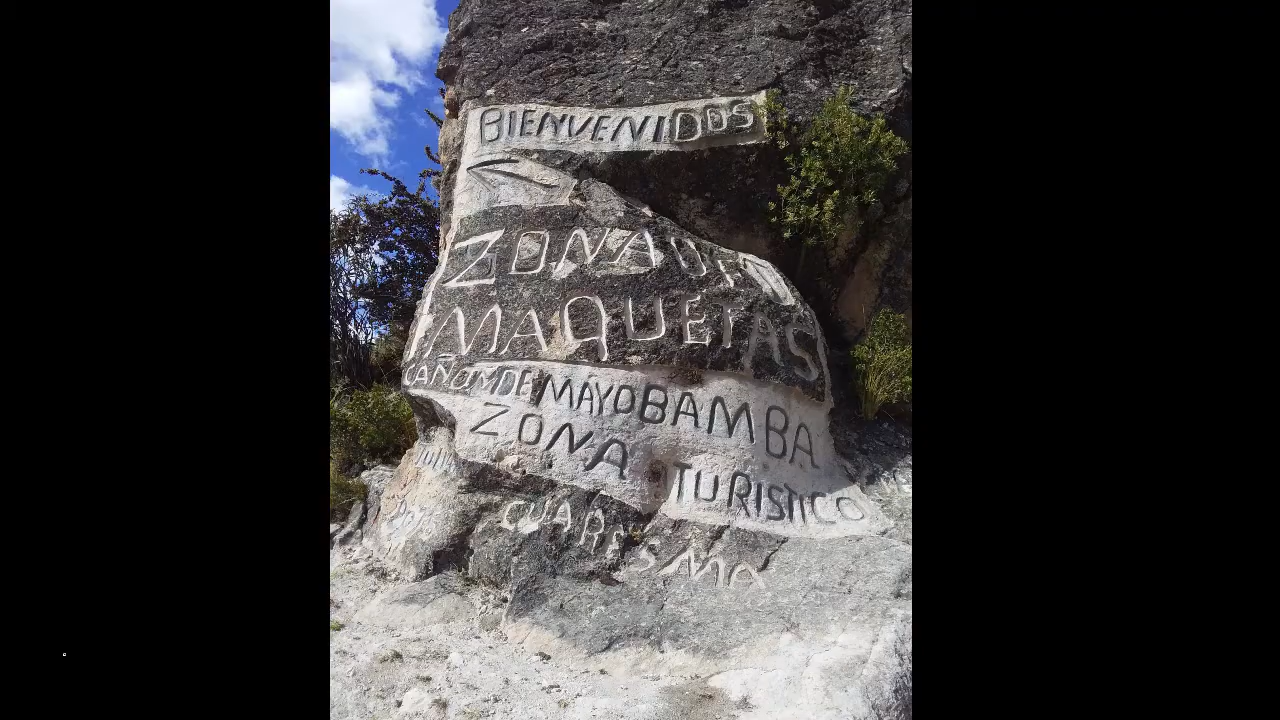 BIENVENIDOS
ZONA UFO
MAQUETAS
CAÑON DE MAYOBAMBA
ZONA TURISTICO
CUARESMA